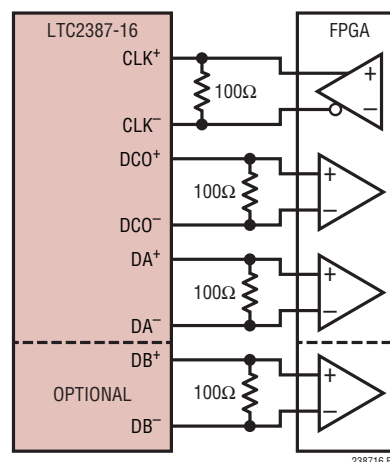 LTC2387-16
FPGA
CLK+
100Ω
CLK–
+
–
DCO+
100Ω
DCO–
+
–
DA+
100Ω
DA–
+
–
DB+
OPTIONAL
100Ω
DB–
+
–